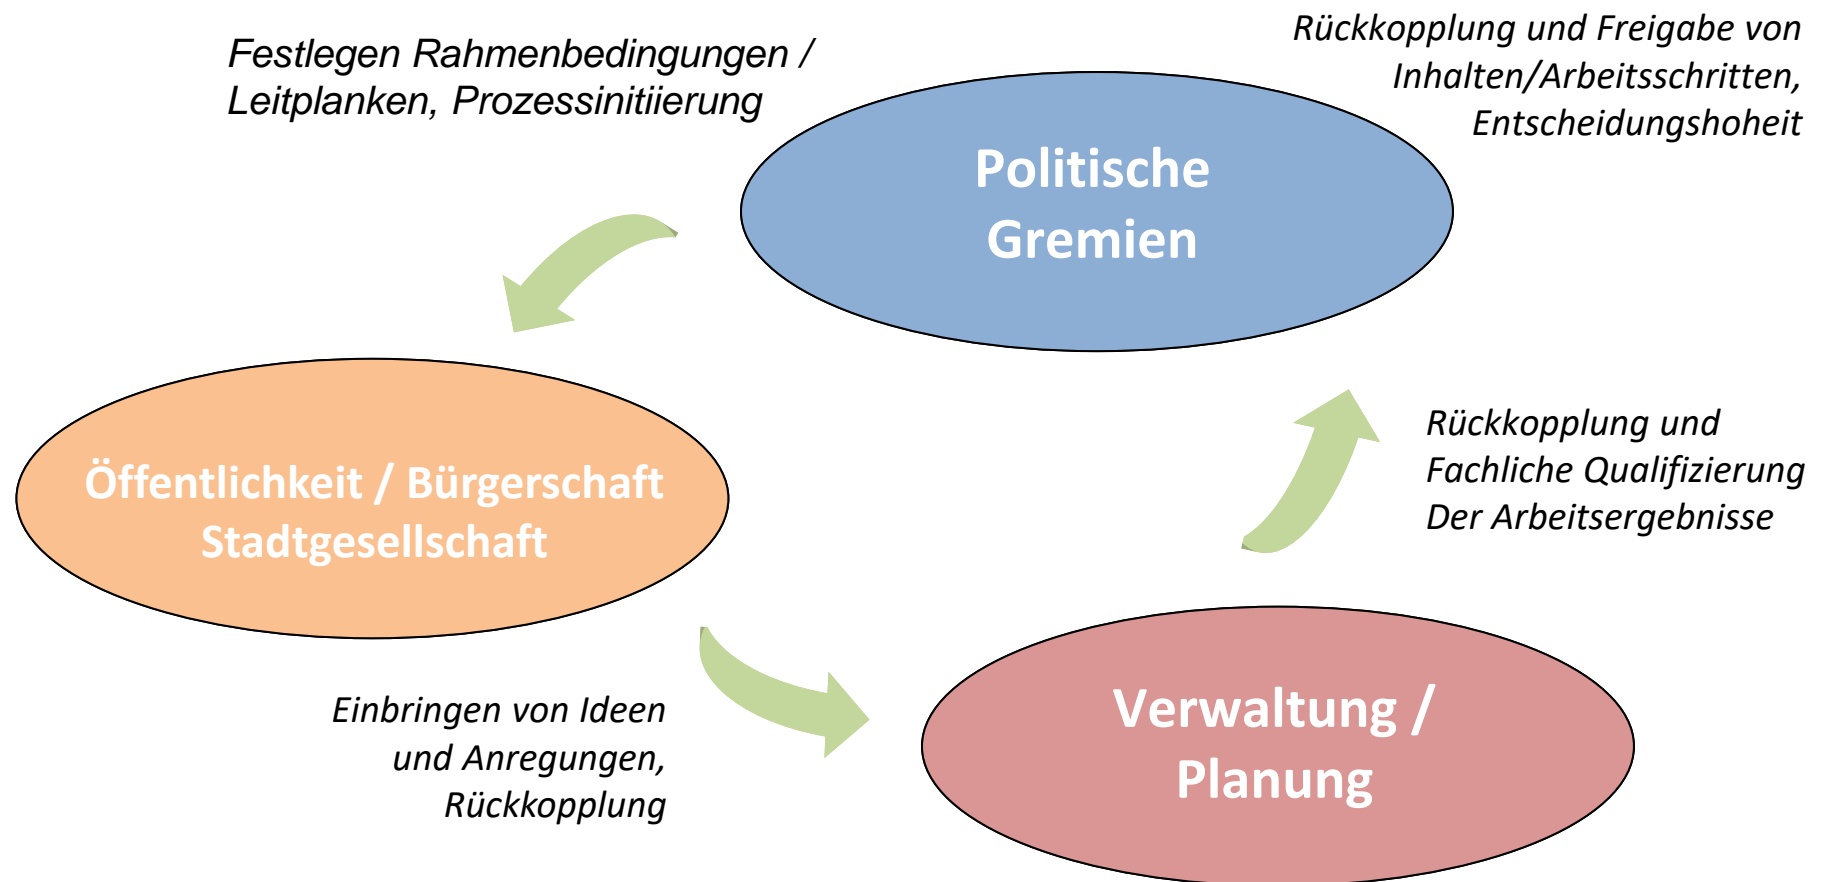 Festlegen Rahmenbedingungen /
Leitplanken, Prozessinitiierung
Rückkopplung und Freigabe von
Inhalten/Arbeitsschritten,
Entscheidungshoheit
Politische
Gremien
Öffentlichkeit / Bürgerschaft
Stadtgesellschaft
Rückkopplung und
Fachliche Qualifizierung
Der Arbeitsergebnisse
Einbringen von Ideen
und Anregungen,
Rückkopplung
Verwaltung /
Planung